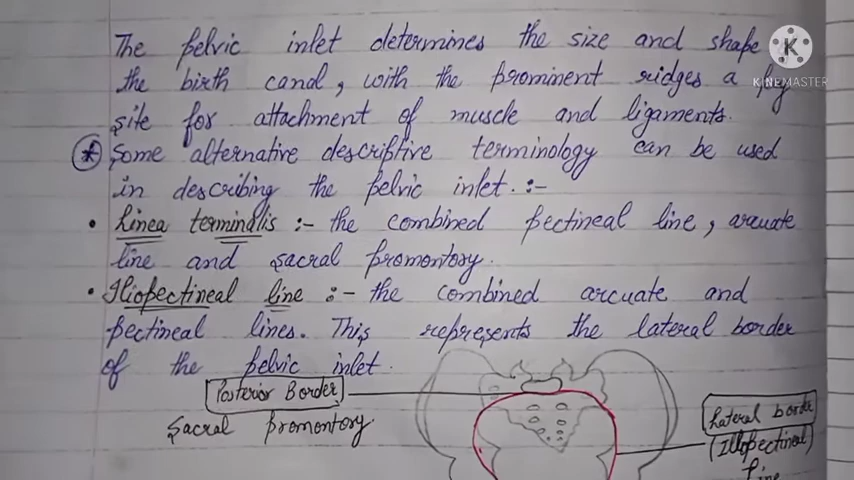 The pelvic inlet determines the size and shape
the birth canal, with the prominent ridges a
site for attachment of muscle and ligaments.
* Some alternative descriptive terminology can be used
in describing the pelvic inlet. :-
• Linea terminalis :- the combined pectineal line, arcuate
line and sacral promontory.
• Iliopectineal line :- the combined arcuate and
pectineal lines. This represents the lateral border
of the pelvic inlet.
Posterior Border
Sacral promontory
Lateral border
(Illopectineal)
line
K
KINEMASTER